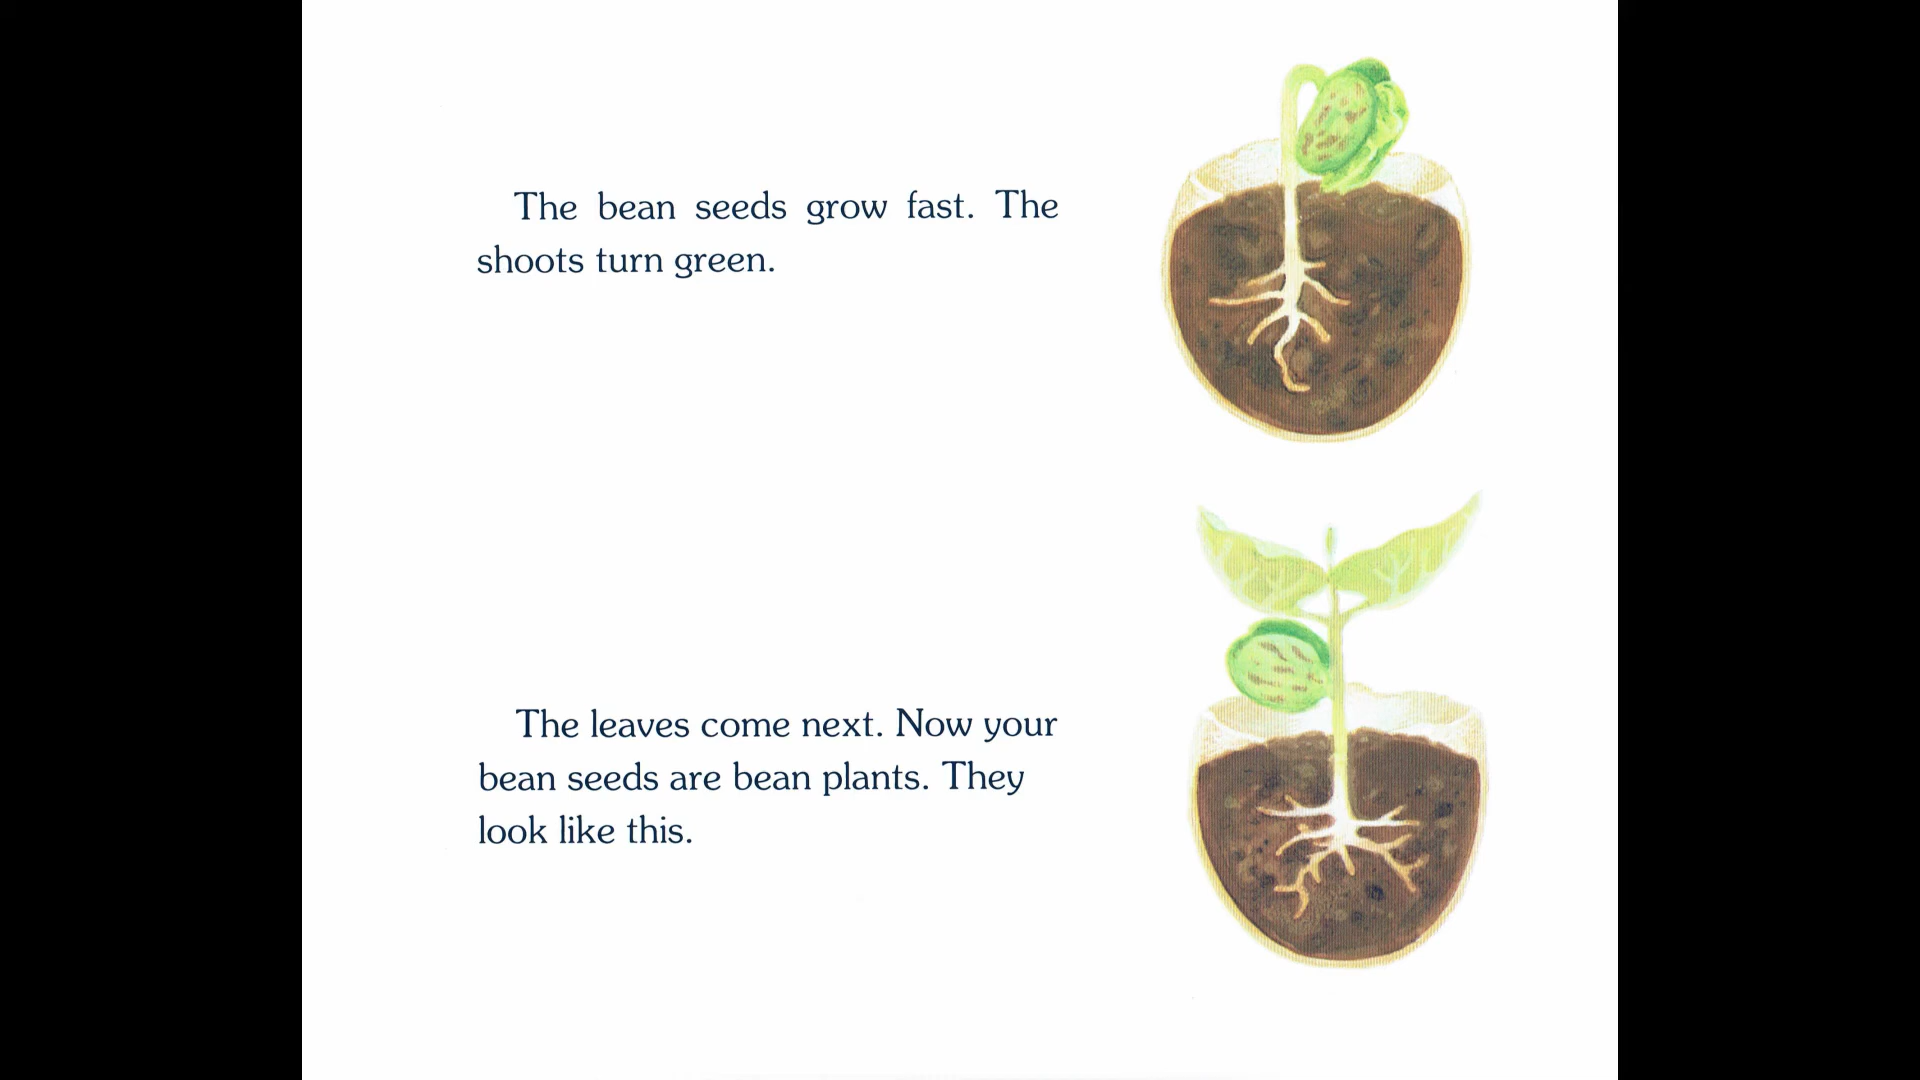 The bean seeds grow fast. The
shoots turn green.
The leaves come next. Now your
bean seeds are bean plants. They
look like this.